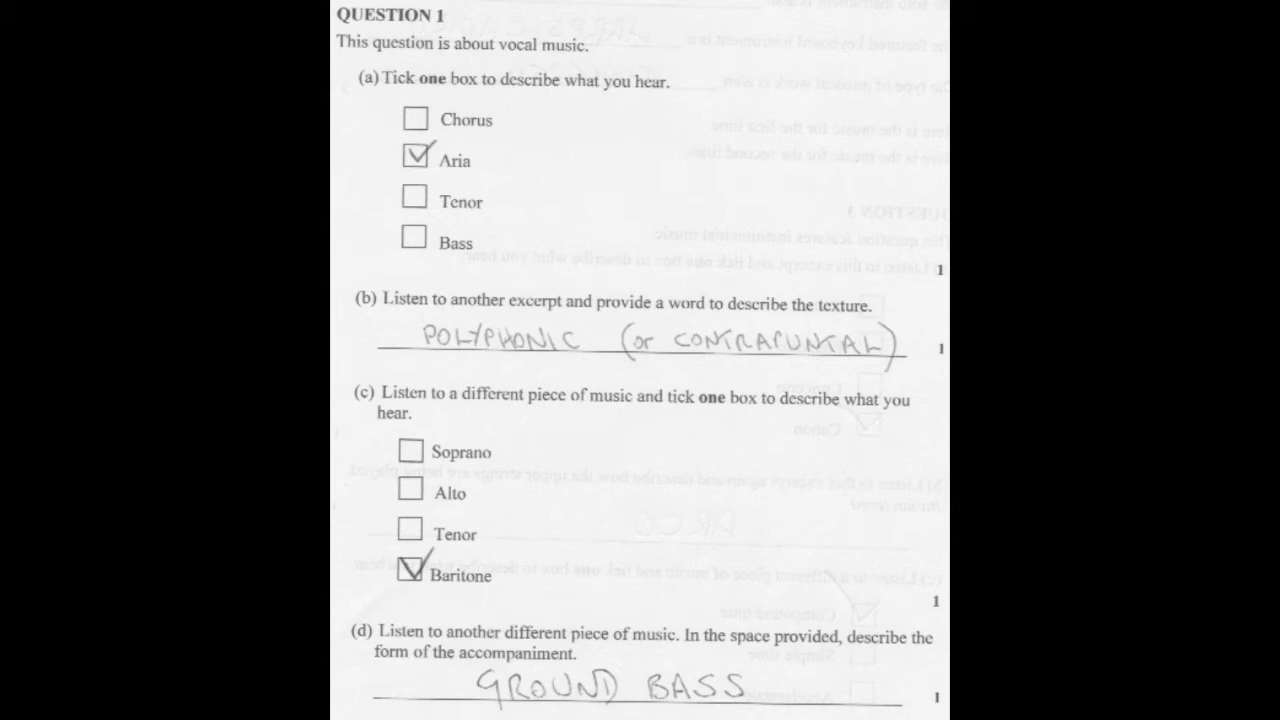 QUESTION 1
This question is about vocal music.
(a) Tick one box to describe what you hear.
Chorus
Aria
Tenor
Bass
1
(b) Listen to another excerpt and provide a word to describe the texture.
POLYPHONIC (or CONTRAPUNTAL) 1
(c) Listen to a different piece of music and tick one box to describe what you
hear.
Soprano
Alto
Tenor
Baritone
1
(d) Listen to another different piece of music. In the space provided, describe the
form of the accompaniment.
GROUND BASS 1